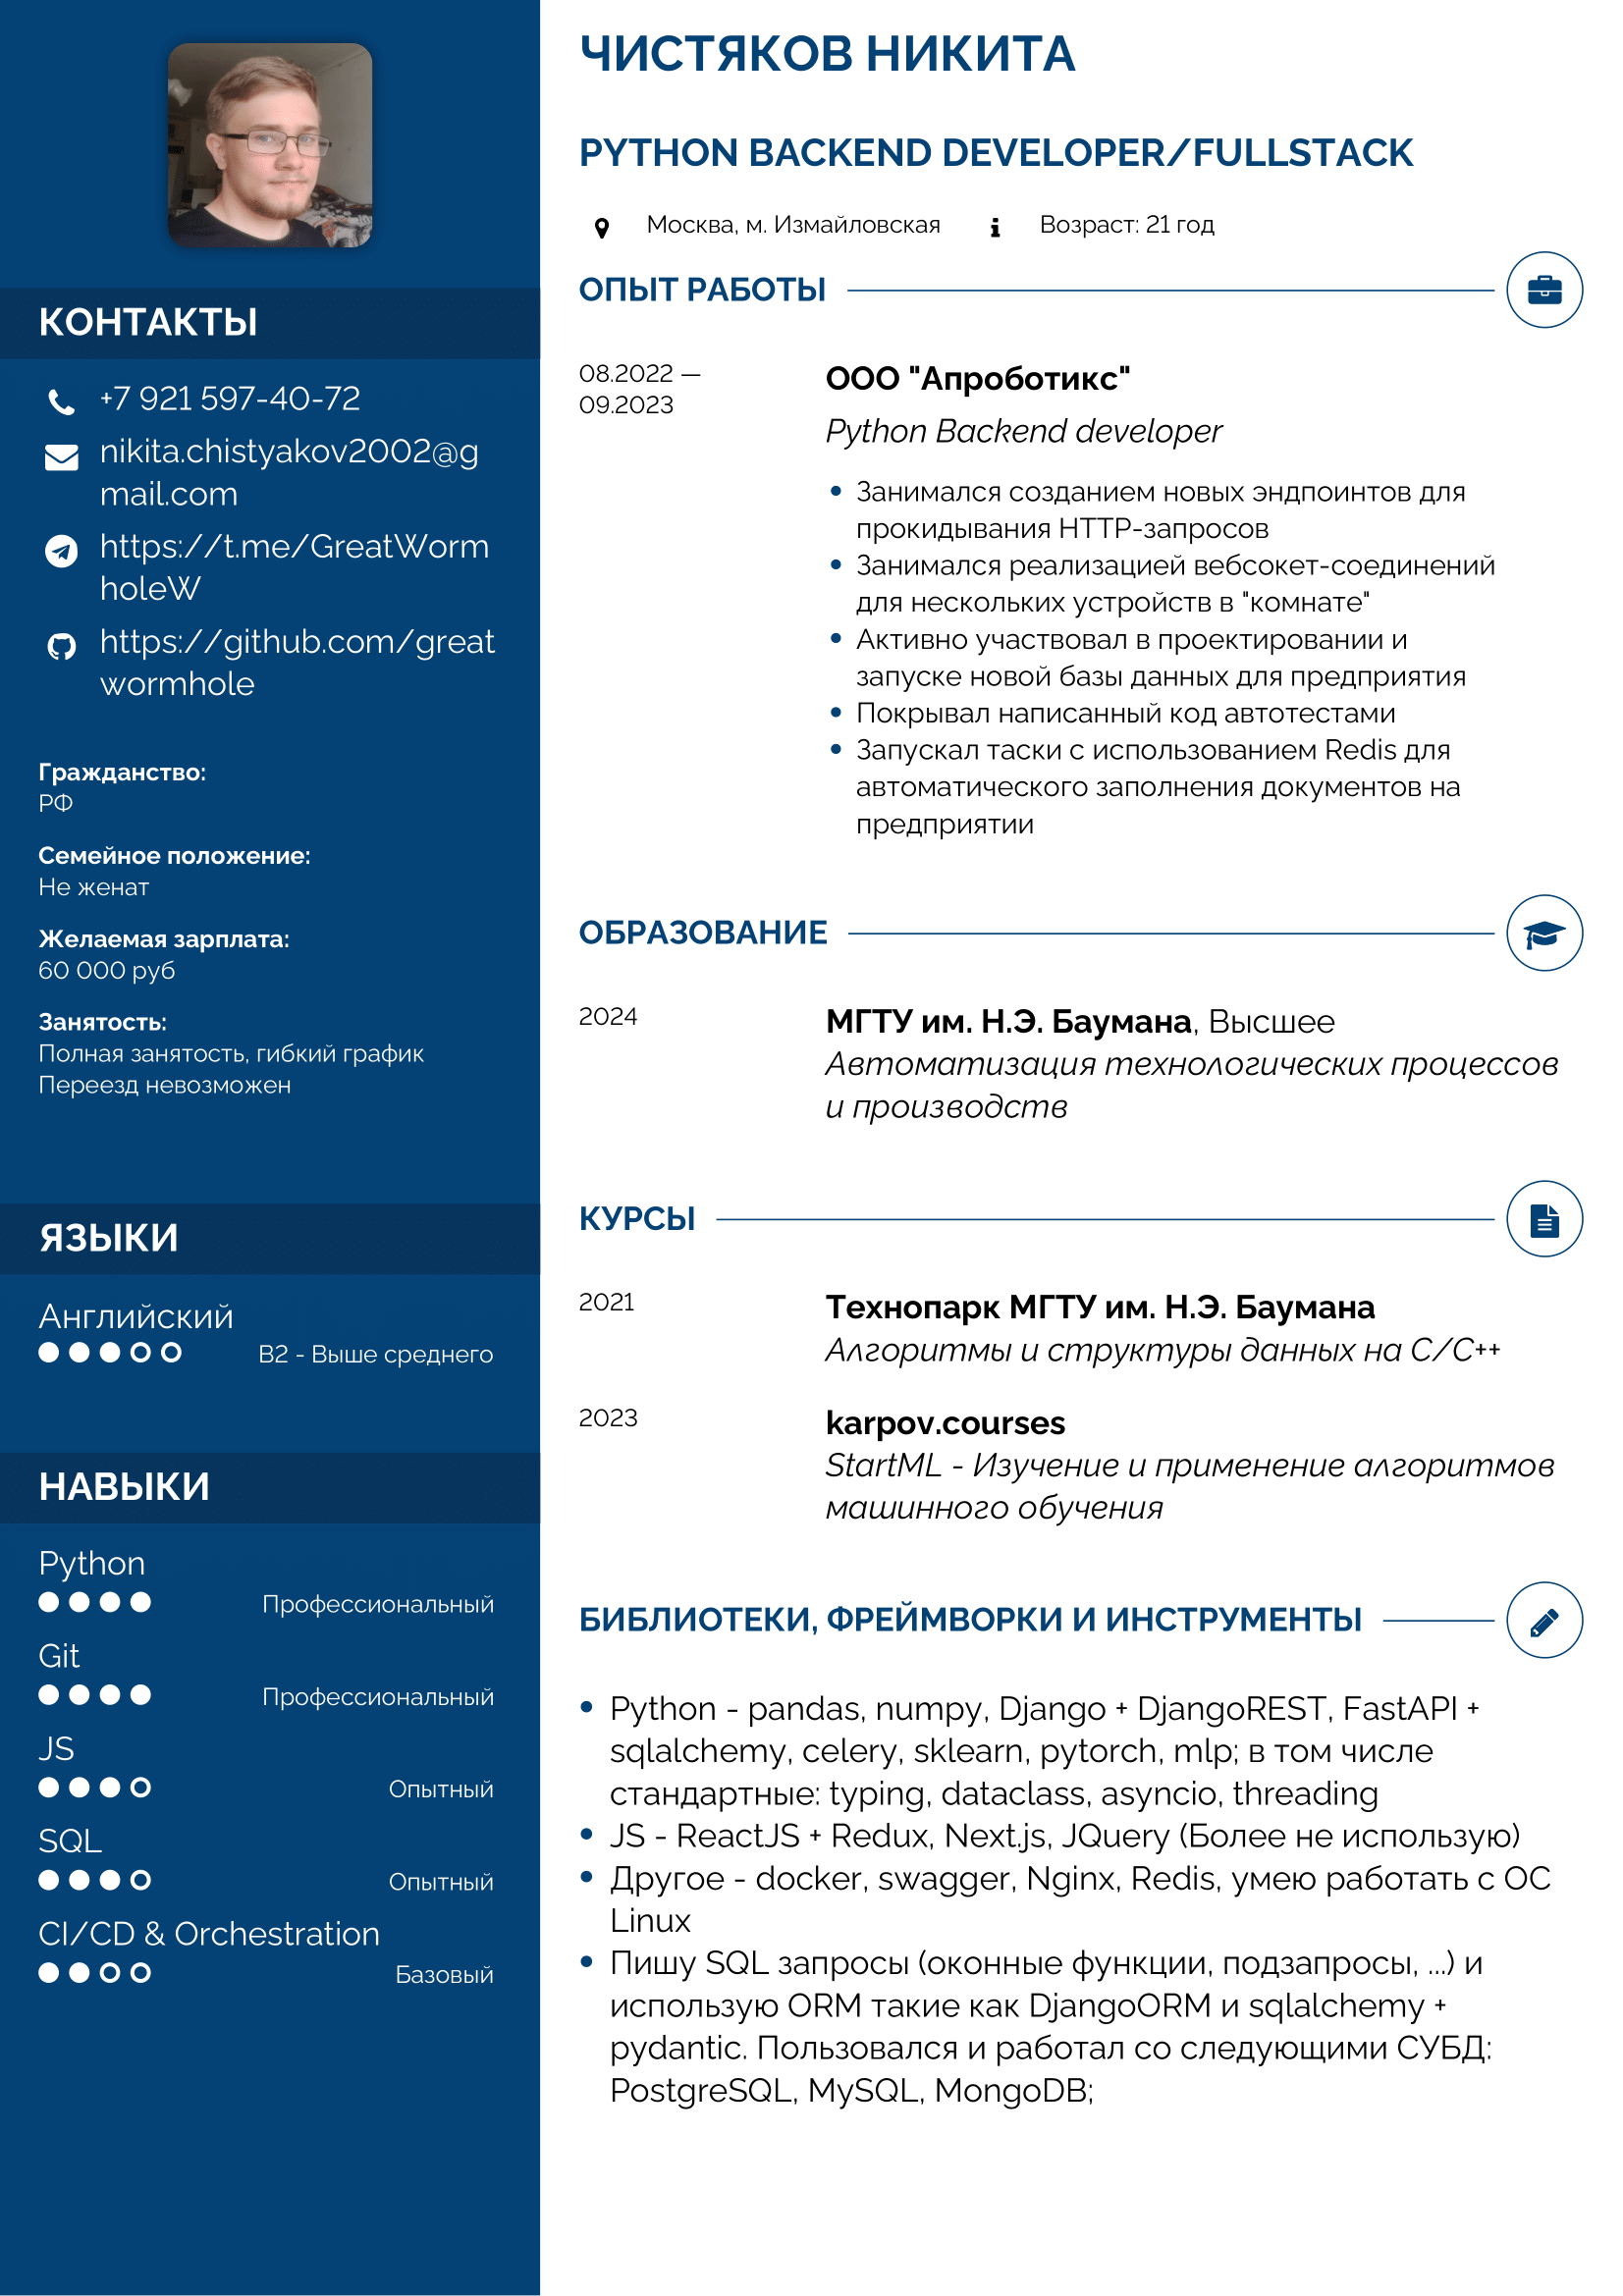 КОНТАКТЫ
+7 921 597-40-72
nikita.chistyakov2002@g
mail.com
https://t.me/GreatWorm
holeW
https://github.com/great
wormhole
Гражданство:
РФ
Семейное положение:
Не женат
Желаемая зарплата:
60 000 руб
Занятость:
Полная занятость, гибкий график
Переезд невозможен
ЯЗЫКИ
Английский
B2 - Выше среднего
НАВЫКИ
Python
Профессиональный
Git
Профессиональный
JS
Опытный
SQL
Опытный
CI/CD & Orchestration
Базовый
ЧИСТЯКОВ НИКИТА
PYTHON BACKEND DEVELOPER/FULLSTACK
Москва, м. Измайловская Возраст: 21 год
ОПЫТ РАБОТЫ
08.2022 —
09.2023
ООО "Апроботикс"
Python Backend developer
• Занимался созданием новых эндпоинтов для
прокидывания HTTP-запросов
• Занимался реализацией вебсокет-соединений
для нескольких устройств в "комнате"
• Активно участвовал в проектировании и
запуске новой базы данных для предприятия
• Покрывал написанный код автотестами
• Запускал таски с использованием Redis для
автоматического заполнения документов на
предприятии
ОБРАЗОВАНИЕ
2024
МГТУ им. Н.Э. Баумана, Высшее
Автоматизация технологических процессов
и производств
КУРСЫ
2021
Технопарк МГТУ им. Н.Э. Баумана
Алгоритмы и структуры данных на C/C++
2023
karpov.courses
StartML - Изучение и применение алгоритмов
машинного обучения
БИБЛИОТЕКИ, ФРЕЙМВОРКИ И ИНСТРУМЕНТЫ
• Python - pandas, numpy, Django + DjangoREST, FastAPI +
sqlalchemy, celery, sklearn, pytorch, mlp; в том числе
стандартные: typing, dataclass, asyncio, threading
• JS - ReactJS + Redux, Next.js, JQuery (Более не использую)
• Другое - docker, swagger, Nginx, Redis, умею работать с ОС
Linux
• Пишу SQL запросы (оконные функции, подзапросы, ...) и
использую ORM такие как DjangoORM и sqlalchemy +
pydantic. Пользовался и работал со следующими СУБД:
PostgreSQL, MySQL, MongoDB;